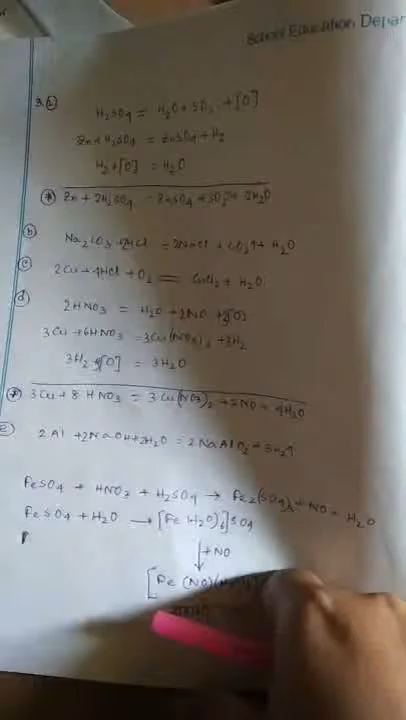 School Education Depar
H₂SO₄ = H₂O + SO₂ + [O]
Zn + H₂SO₄ = ZnSO₄ + H₂
H₂ + [O] = H₂O
Zn + 2H₂SO₄ = ZnSO₄ + SO₂ + 2H₂O
b
Na₂CO₃ + 2HCl = 2NaCl + CO₂↑ + H₂O
c
2Cu + 4HCl + O₂ = CuCl₂ + H₂O
d
2HNO₃ = H₂O + 2NO + 3[O]
3Cu + 6HNO₃ = 3Cu(NO₃)₂ + 3H₂
3H₂ + 3[O] = 3H₂O
3Cu + 8HNO₃ = 3Cu(NO₃)₂ + 2NO + 4H₂O
2Al + 2NaOH + 2H₂O = 2NaAlO₂ + 3H₂↑
FeSO₄ + HNO₃ + H₂SO₄ → Fe₂(SO₄)₃ + NO + H₂O
FeSO₄ + H₂O → [Fe(H₂O)₆]SO₄
↓ +NO
[Fe(NO)(H₂O)